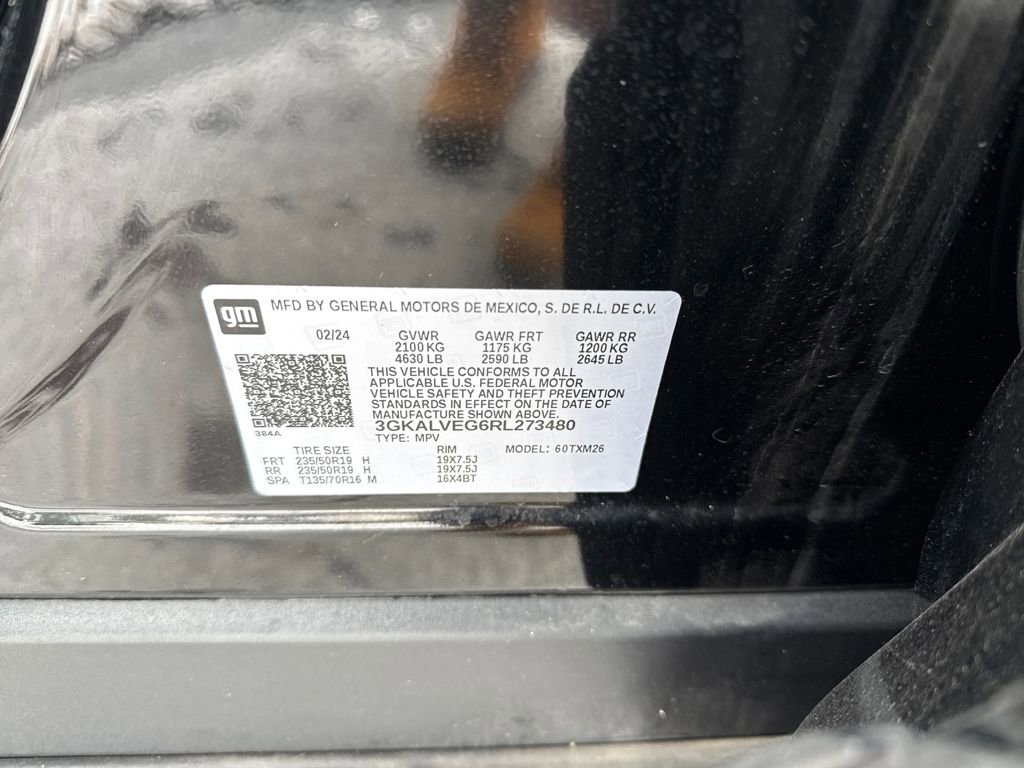 gm MFD BY GENERAL MOTORS DE MEXICO, S. DE R.L. DE C.V.
02/24 GVWR GAWR FRT GAWR RR
2100 KG 1175 KG 1200 KG
4630 LB 2590 LB 2645 LB
THIS VEHICLE CONFORMS TO ALL
APPLICABLE U.S. FEDERAL MOTOR
VEHICLE SAFETY AND THEFT PREVENTION
STANDARDS IN EFFECT ON THE DATE OF
MANUFACTURE SHOWN ABOVE.
3GKALVEG6RL273480
384A
TYPE: MPV
TIRE SIZE RIM MODEL: 60TXM26
FRT 235/50R19 H 19X7.5J
RR 235/50R19 H 19X7.5J
SPA T135/70R16 M 16X4BT